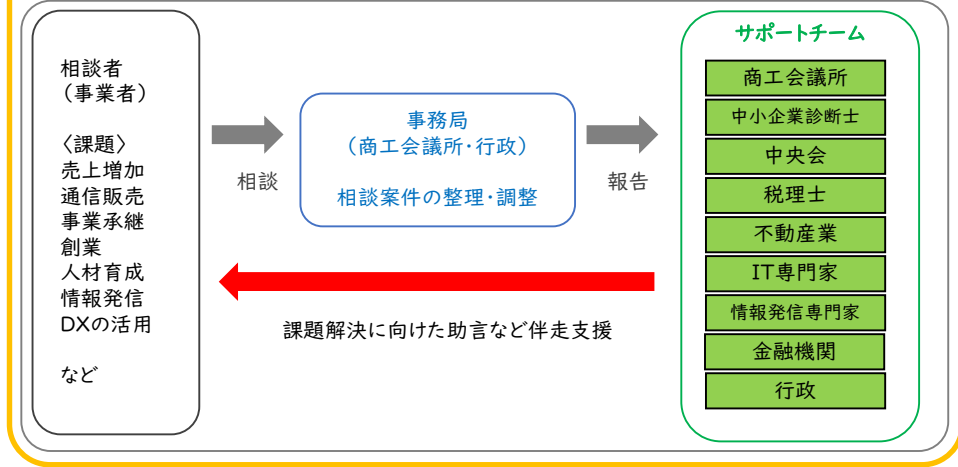 相談者
（事業者）
〈課題〉
売上増加
通信販売
事業承継
創業
人材育成
情報発信
DXの活用
など
相談
事務局
（商工会議所・行政）
相談案件の整理・調整
報告
課題解決に向けた助言など伴走支援
サポートチーム
商工会議所
中小企業診断士
中央会
税理士
不動産業
IT専門家
情報発信専門家
金融機関
行政